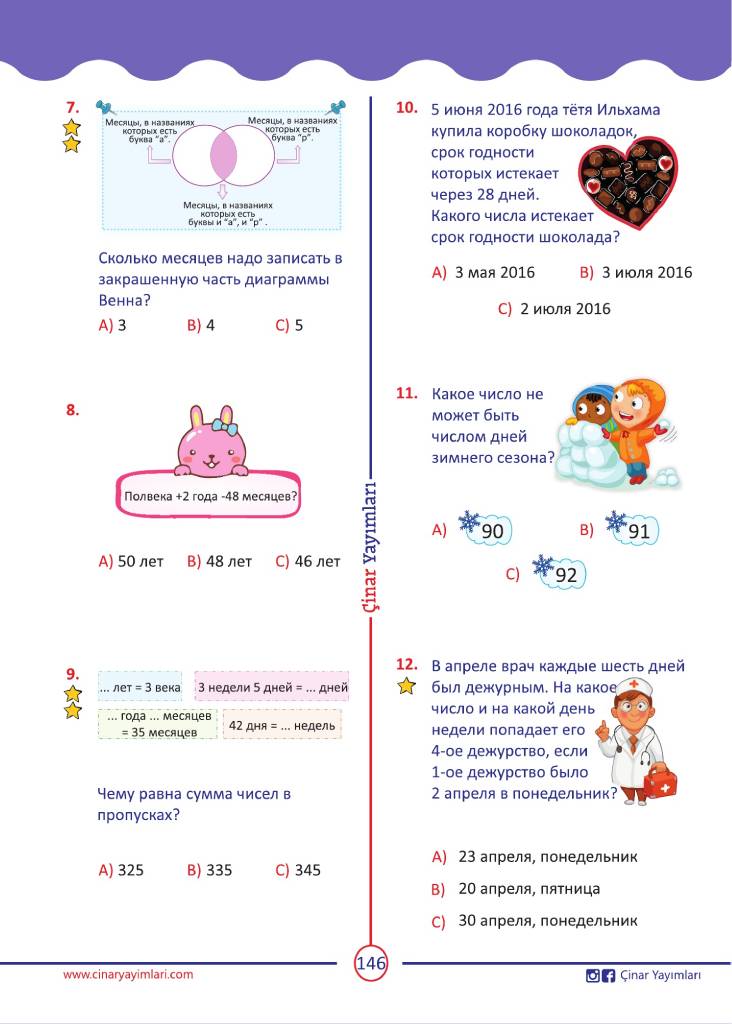 7.
Месяцы, в названиях
которых есть
буква "а".
Месяцы, в названиях
которых есть
буква "р".
Месяцы, в названиях
которых есть
буквы и "а", и "р" .
Сколько месяцев надо записать в
закрашенную часть диаграммы
Венна?
A) 3 B) 4 C) 5
8.
Полвека +2 года -48 месяцев?
A) 50 лет B) 48 лет C) 46 лет
9.
... лет = 3 века
3 недели 5 дней = ... дней
... года ... месяцев
= 35 месяцев
42 дня = ... недель
Чему равна сумма чисел в
пропусках?
A) 325 B) 335 C) 345
Çinar Yayımları
10. 5 июня 2016 года тётя Ильхама
купила коробку шоколадок,
срок годности
которых истекает
через 28 дней.
Какого числа истекает
срок годности шоколада?
A) 3 мая 2016 B) 3 июля 2016
C) 2 июля 2016
11. Какое число не
может быть
числом дней
зимнего сезона?
A) 90 B) 91
C) 92
12. В апреле врач каждые шесть дней
был дежурным. На какое
число и на какой день
недели попадает его
4-ое дежурство, если
1-ое дежурство было
2 апреля в понедельник?
A) 23 апреля, понедельник
B) 20 апреля, пятница
C) 30 апреля, понедельник
www.cinaryayimlari.com
146
Çinar Yayımları